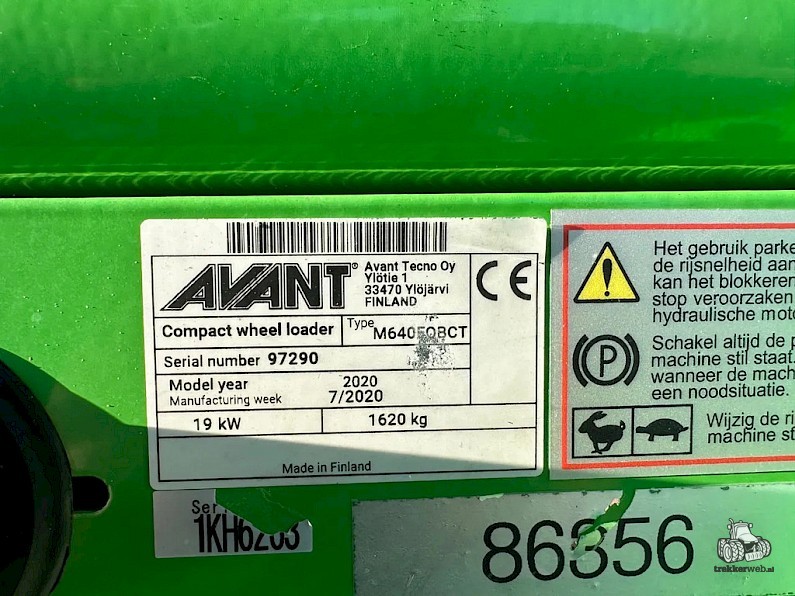 AVANT®
Avant Tecno Oy
Ylötie 1
33470 Ylöjärvi
FINLAND
CE
Compact wheel loader
Type
Serial number 97290
Model year 2020
Manufacturing week 7/2020
19 kW 1620 kg
Made in Finland
Het gebruik parke
de rijsnelheid aan
kan het blokkeren
stop veroorzaken
hydraulische moto
P
Schakel altijd de p
machine stil staat.
wanneer de mach
een noodsituatie.
Wijzig de ri
machine st
1KH6203
86356
trekkerweb.nl